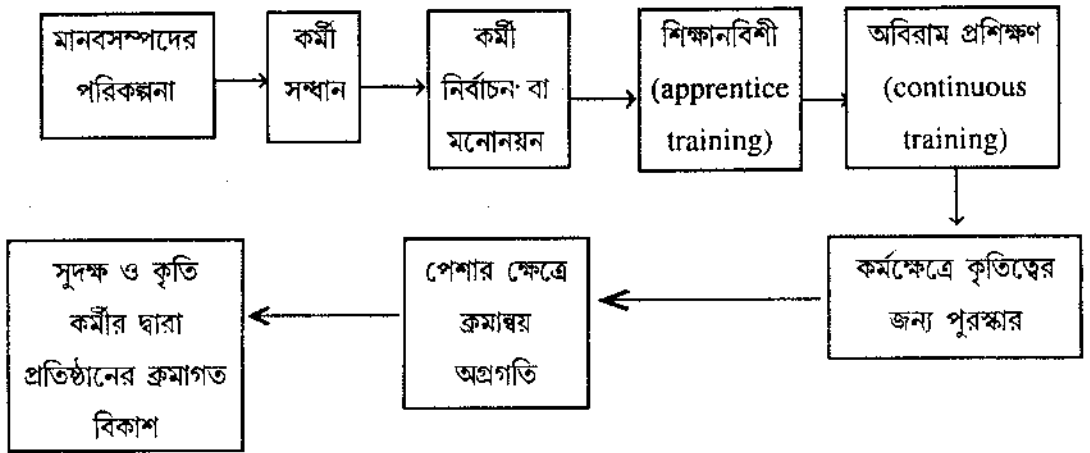 মানবসম্পদের
পরিকল্পনা
কর্মী
সন্ধান
কর্মী
নির্বাচন বা
মনোনয়ন
শিক্ষানবিশী
(apprentice
training)
অবিরাম প্রশিক্ষণ
(continuous
training)
কর্মক্ষেত্রে কৃতিত্বের
জন্য পুরস্কার
পেশার ক্ষেত্রে
ক্রমান্বয়
অগ্রগতি
সুদক্ষ ও কৃতি
কর্মীর দ্বারা
প্রতিষ্ঠানের ক্রমাগত
বিকাশ